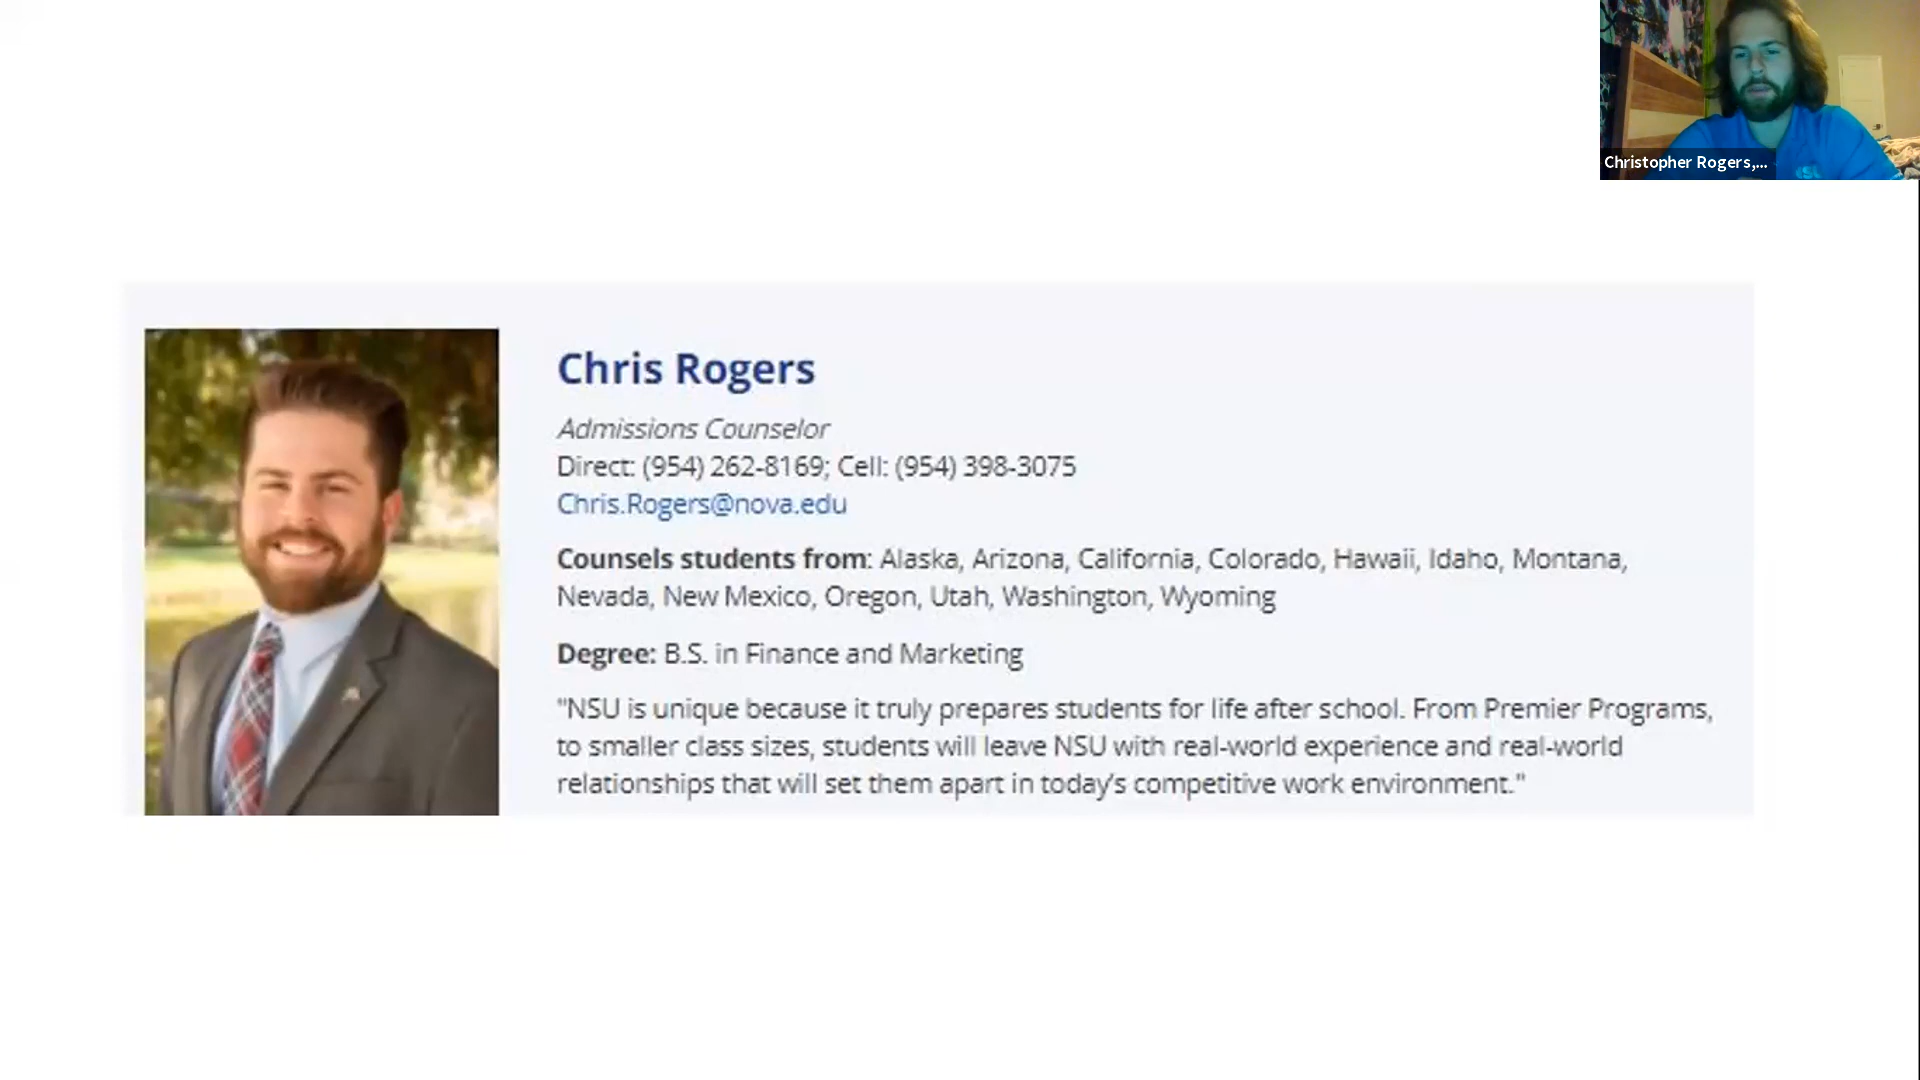 Christopher Rogers,...
Chris Rogers
Admissions Counselor
Direct: (954) 262-8169; Cell: (954) 398-3075
Chris.Rogers@nova.edu
Counsels students from: Alaska, Arizona, California, Colorado, Hawaii, Idaho, Montana,
Nevada, New Mexico, Oregon, Utah, Washington, Wyoming
Degree: B.S. in Finance and Marketing
"NSU is unique because it truly prepares students for life after school. From Premier Programs,
to smaller class sizes, students will leave NSU with real-world experience and real-world
relationships that will set them apart in today's competitive work environment."